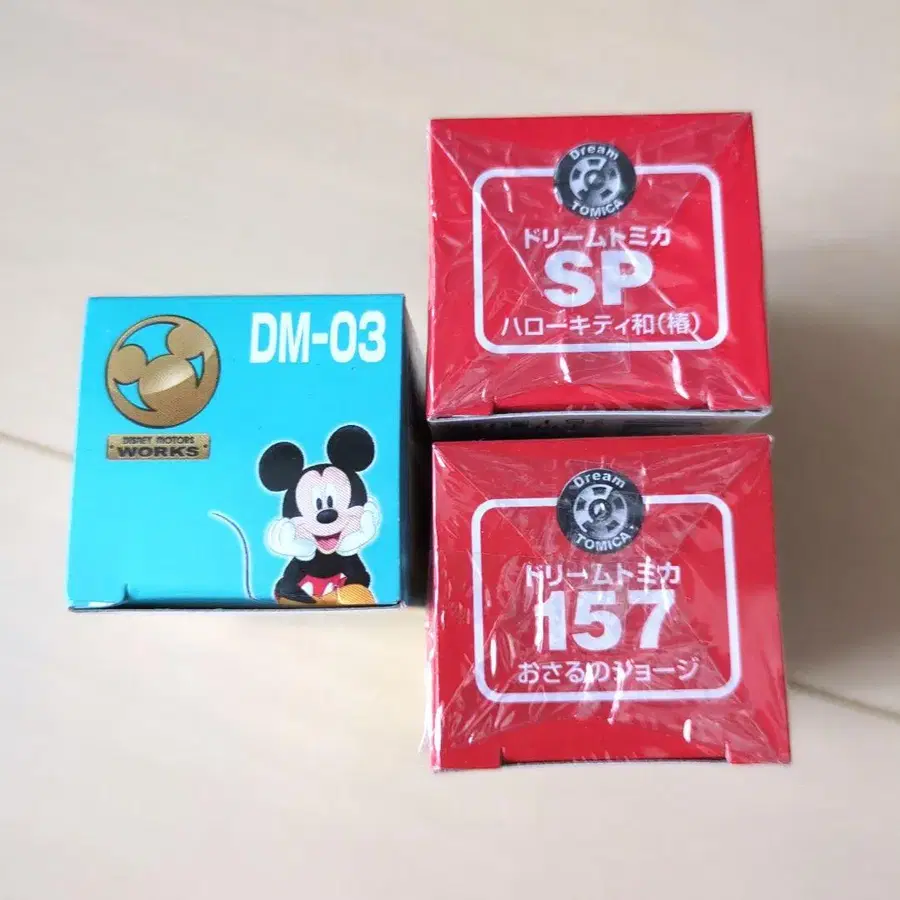 DM-03
DISNEY MOTORS
WORKS
Dream
TOMICA
ドリームトミカ
SP
ハローキティ和(椿)
Dream
TOMICA
ドリームトミカ
157
おさるのジョージ